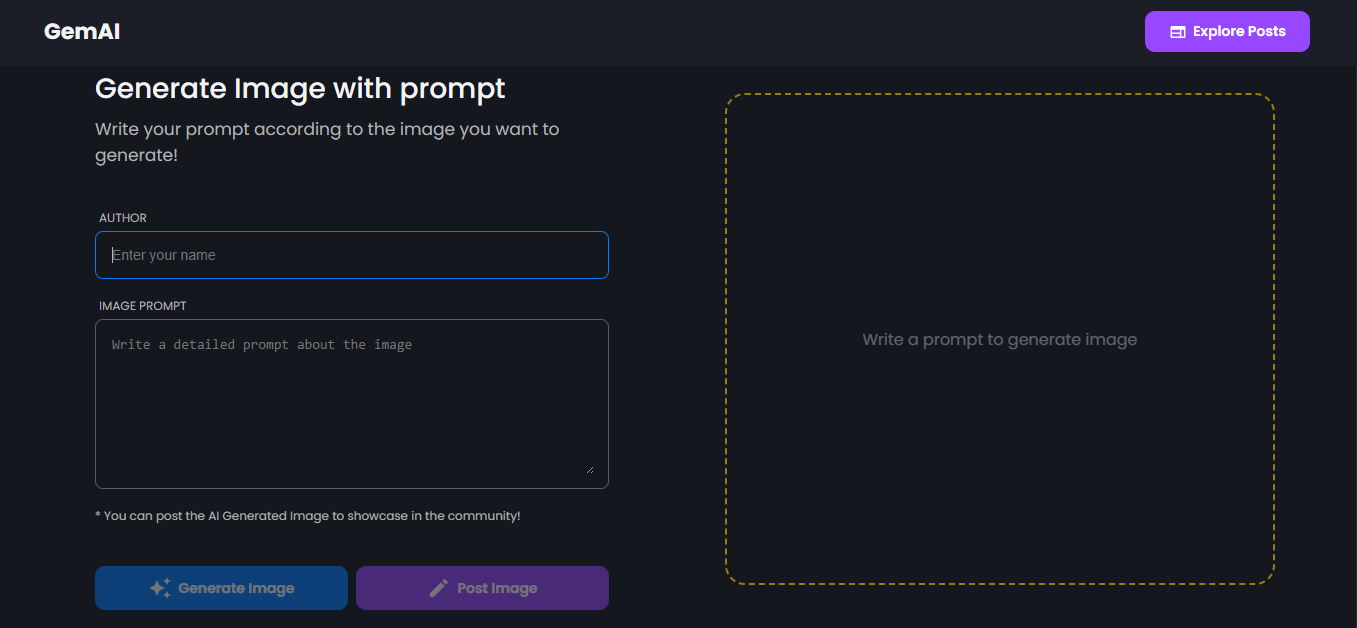 GemAI
Explore Posts
Generate Image with prompt
Write your prompt according to the image you want to
generate!
AUTHOR
Enter your name
IMAGE PROMPT
Write a detailed prompt about the image
* You can post the AI Generated Image to showcase in the community!
Generate Image
Post Image
Write a prompt to generate image